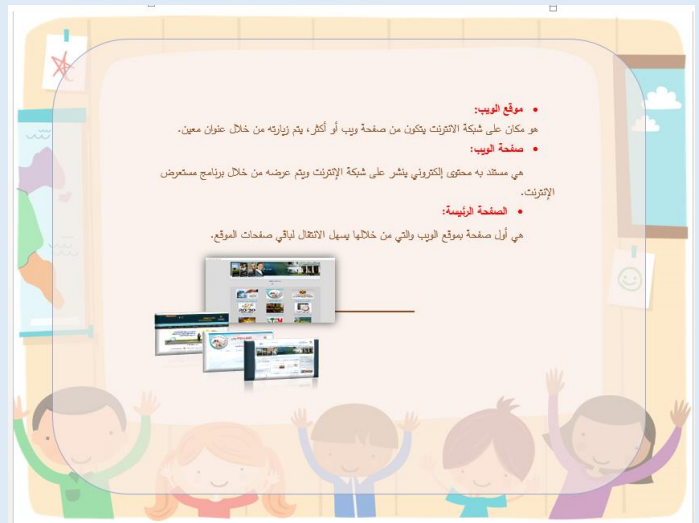 موقع الويب:
هو مكان على شبكة الانترنت يتكون من صفحة ويب أو أكثر، يتم زيارته من خلال عنوان معين.
صفحة الويب:
هي مستند به محتوى إلكتروني ينشر على شبكة الإنترنت ويتم عرضه من خلال برنامج مستعرض
الإنترنت.
الصفحة الرئيسة:
هي أول صفحة بموقع الويب والتي من خلالها يسهل الانتقال لباقي صفحات الموقع.